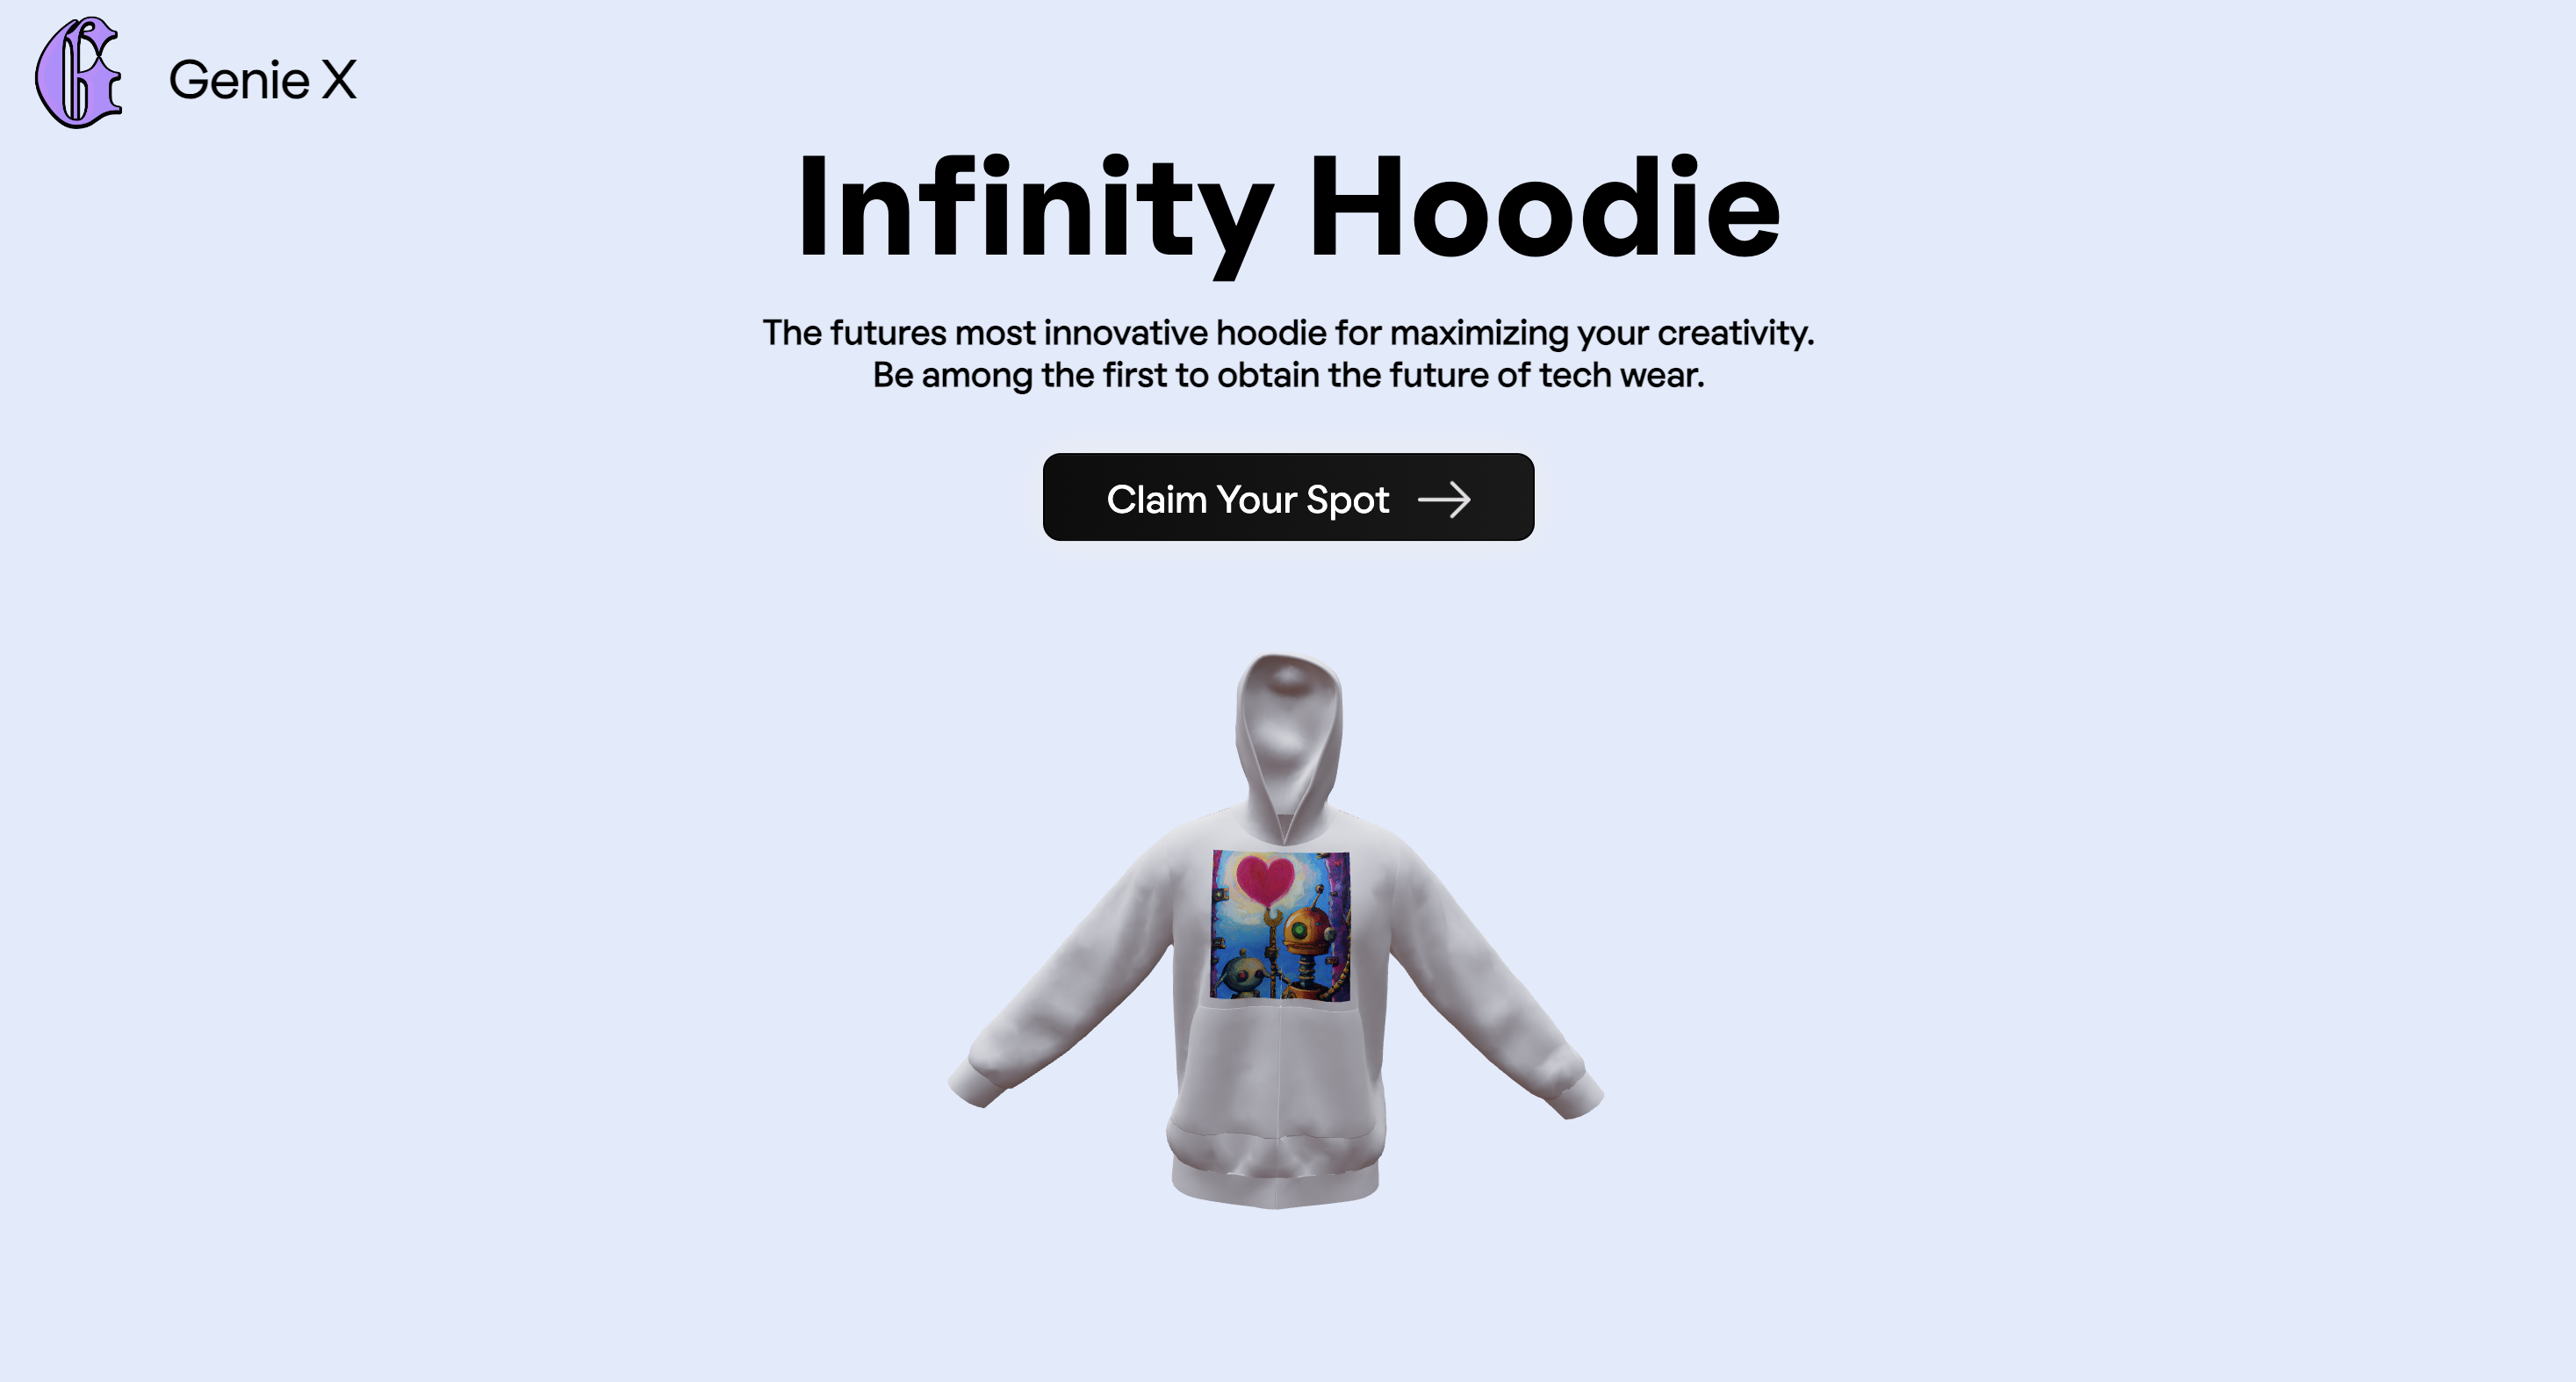 Genie X
Infinity Hoodie
The futures most innovative hoodie for maximizing your creativity.
Be among the first to obtain the future of tech wear.
Claim Your Spot